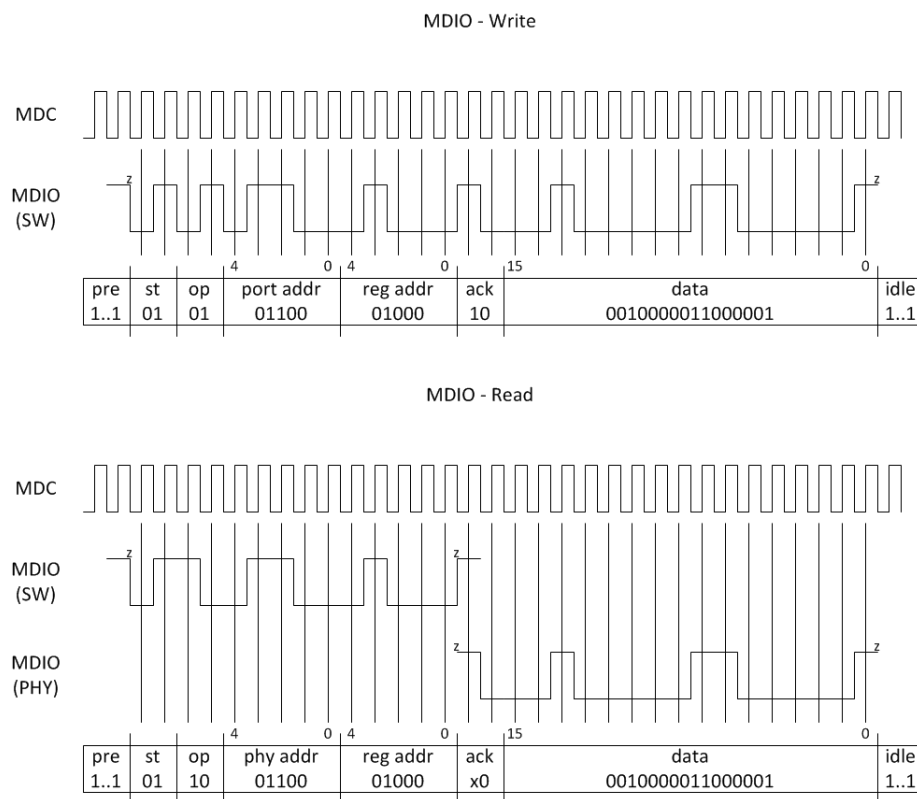 MDIO - Write
MDC
MDIO
(SW)
z z
4 0 4 0 15 0
pre st op port addr reg addr ack data idle
1..1 01 01 01100 01000 10 0010000011000001 1..1
MDIO - Read
MDC
MDIO
(SW)
z z
MDIO
(PHY)
z z
4 0 4 0 15 0
pre st op phy addr reg addr ack data idle
1..1 01 10 01100 01000 x0 0010000011000001 1..1